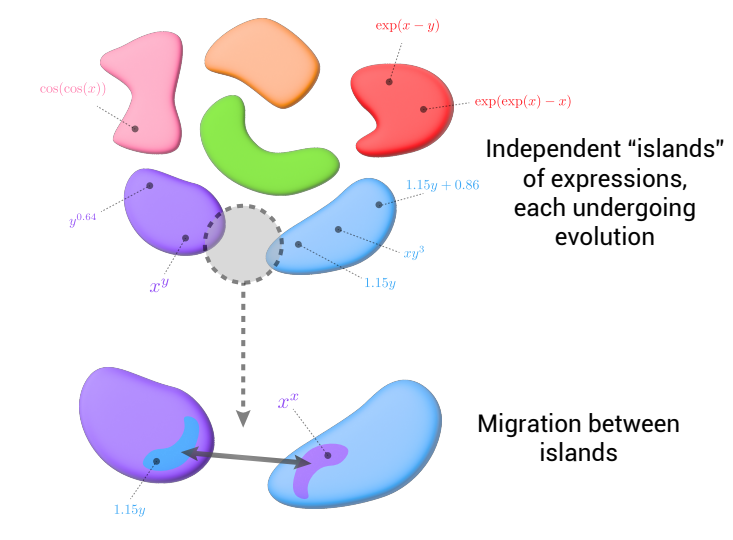 exp(x − y)
cos(cos(x))
exp(exp(x) − x)
Independent “islands”
of expressions,
each undergoing
evolution
1.15y + 0.86
y^0.64
xy^3
x^y
1.15y
x^x
Migration between
islands
1.15y